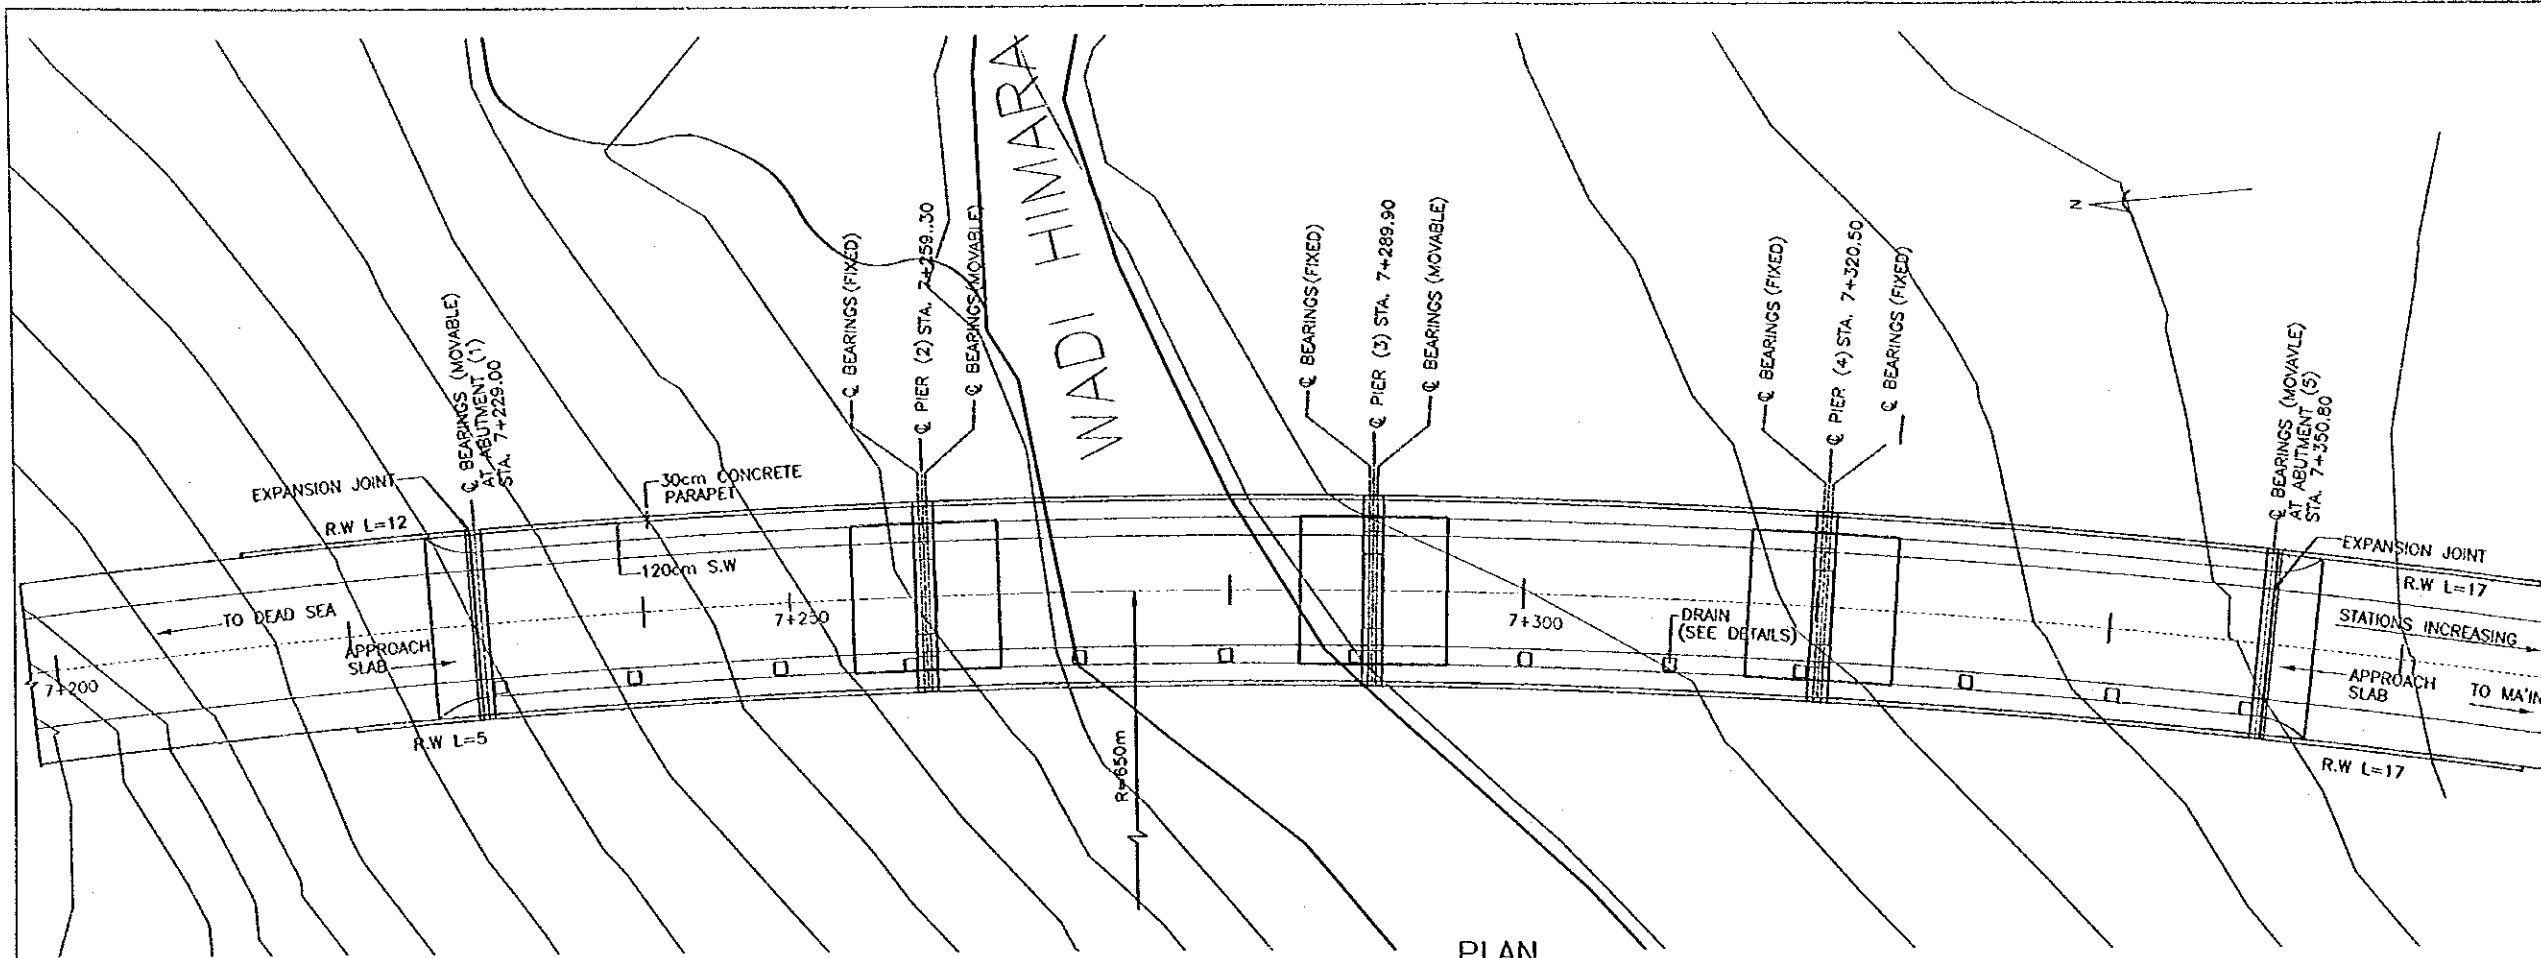 WADI HIMARA
N
℄ BEARINGS (MOVABLE)
AT ABUTMENT (1)
STA. 7+229.00
℄ BEARINGS (FIXED)
℄ PIER (2) STA. 7+259..30
℄ BEARINGS (MOVABLE)
℄ BEARINGS (FIXED)
℄ PIER (3) STA. 7+289.90
℄ BEARINGS (MOVABLE)
℄ BEARINGS (FIXED)
℄ PIER (4) STA. 7+320.50
℄ BEARINGS (FIXED)
℄ BEARINGS (MOVAVLE)
AT ABUTMENT (5)
STA. 7+350.80
EXPANSION JOINT
30cm CONCRETE
PARAPET
R.W L=12
120cm S.W
TO DEAD SEA
APPROACH
SLAB
7+200
7+250
R.W L=5
R=650m
7+300
DRAIN
(SEE DETAILS)
EXPANSION JOINT
R.W L=17
STATIONS INCREASING
APPROACH
SLAB
TO MA'IN
R.W L=17
PLAN